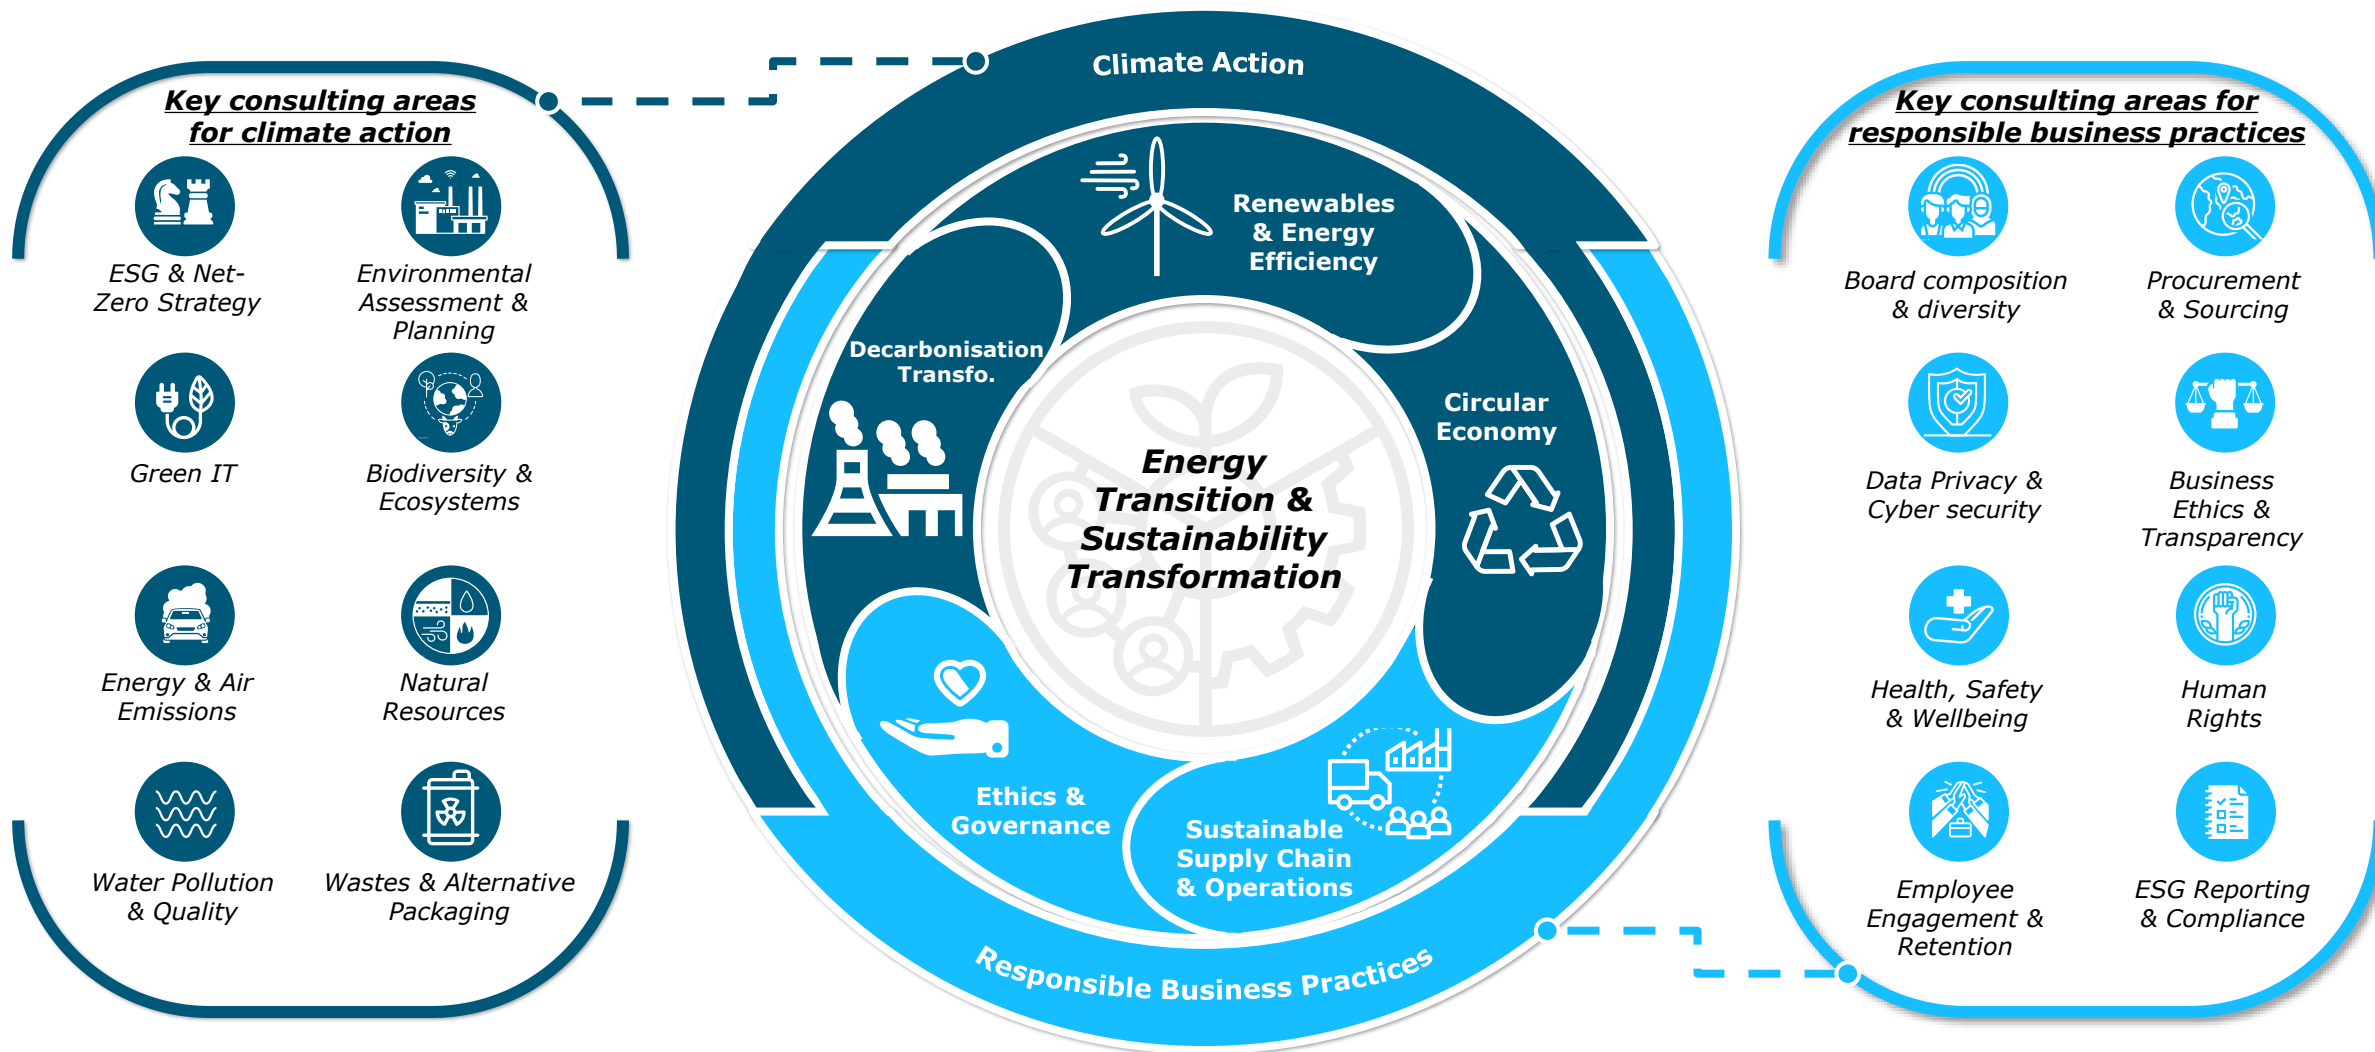 Key consulting areas
for climate action
ESG & Net-
Zero Strategy
Environmental
Assessment &
Planning
Green IT
Biodiversity &
Ecosystems
Energy & Air
Emissions
Natural
Resources
Water Pollution
& Quality
Wastes & Alternative
Packaging
Climate Action
Renewables
& Energy
Efficiency
Decarbonisation
Transfo.
Circular
Economy
Energy
Transition &
Sustainability
Transformation
Ethics &
Governance
Sustainable
Supply Chain
& Operations
Responsible Business Practices
Key consulting areas for
responsible business practices
Board composition
& diversity
Procurement
& Sourcing
Data Privacy &
Cyber security
Business
Ethics &
Transparency
Health, Safety
& Wellbeing
Human
Rights
Employee
Engagement &
Retention
ESG Reporting
& Compliance